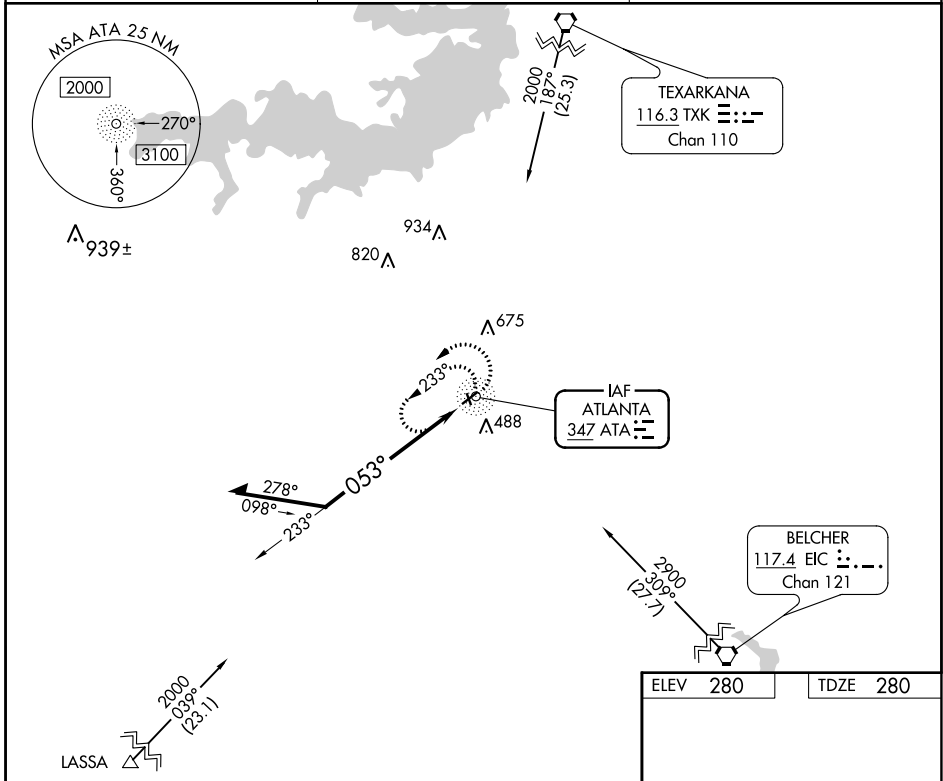 MSA ATA 25 NM
2000
270°
3100
360°
939±
2000
187°
(25.3)
TEXARKANA
116.3 TXK
Chan 110
934
820
675
233°
IAF
ATLANTA
347 ATA
488
053°
278°
098°
233°
2900
309°
(27.7)
BELCHER
117.4 EIC
Chan 121
2000
039°
(23.1)
LASSA
ELEV 280
TDZE 280